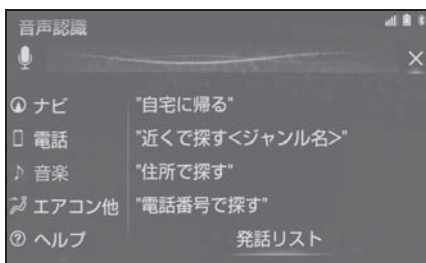 音声認識
ナビ "自宅に帰る"
電話 "近くで探す<ジャンル名>"
音楽 "住所で探す"
エアコン他 "電話番号で探す"
ヘルプ 発話リスト